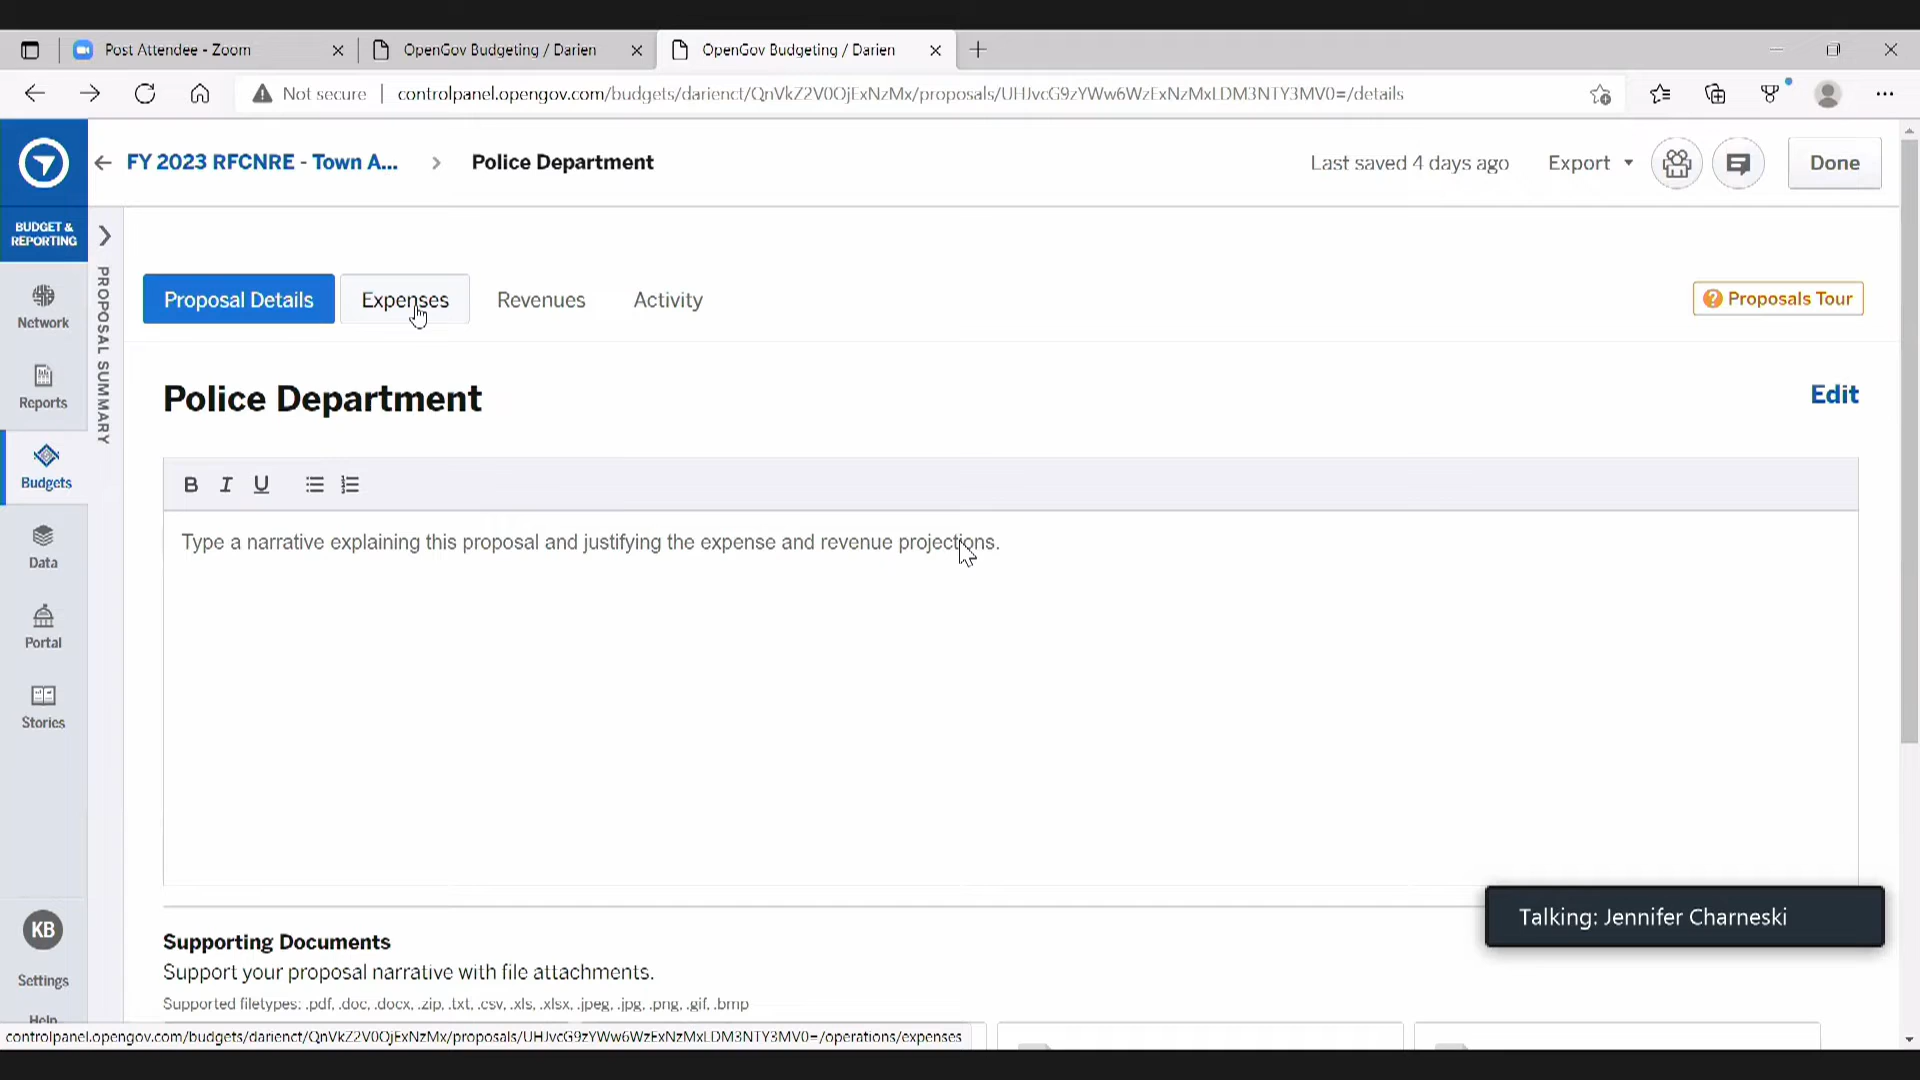 Post Attendee - Zoom
OpenGov Budgeting / Darien
OpenGov Budgeting / Darien
Not secure
controlpanel.opengov.com/budgets/darienct/QnVkZ2V0OjExNzMx/proposals/UHJvcG9zYWw6WzExNzMxLDM3NTY3MV0=/details
FY 2023 RFCNRE - Town A...
Police Department
Last saved 4 days ago
Export
Done
BUDGET &
REPORTING
PROPOSAL SUMMARY
Network
Reports
Budgets
Data
Portal
Stories
KB
Settings
Help
Proposal Details
Expenses
Revenues
Activity
? Proposals Tour
Police Department
Edit
B I U
Type a narrative explaining this proposal and justifying the expense and revenue projections.
Talking: Jennifer Charneski
Supporting Documents
Support your proposal narrative with file attachments.
Supported filetypes: .pdf, .doc, .docx, .zip, .txt, .csv, .xls, .xlsx, .jpeg, .jpg, .png, .gif, .bmp
controlpanel.opengov.com/budgets/darienct/QnVkZ2V0OjExNzMx/proposals/UHJvcG9zYWw6WzExNzMxLDM3NTY3MV0=/operations/expenses